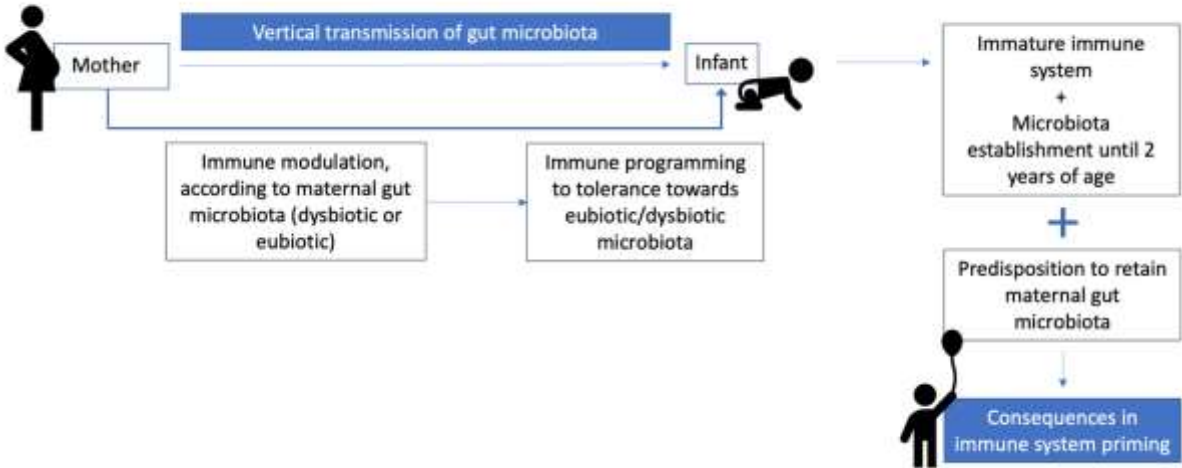 Vertical transmission of gut microbiota
Mother
Infant
Immune modulation,
according to maternal gut
microbiota (dysbiotic or
eubiotic)
Immune programming
to tolerance towards
eubiotic/dysbiotic
microbiota
Immature immune
system
+
Microbiota
establishment until 2
years of age
+
Predisposition to retain
maternal gut
microbiota
Consequences in
immune system priming